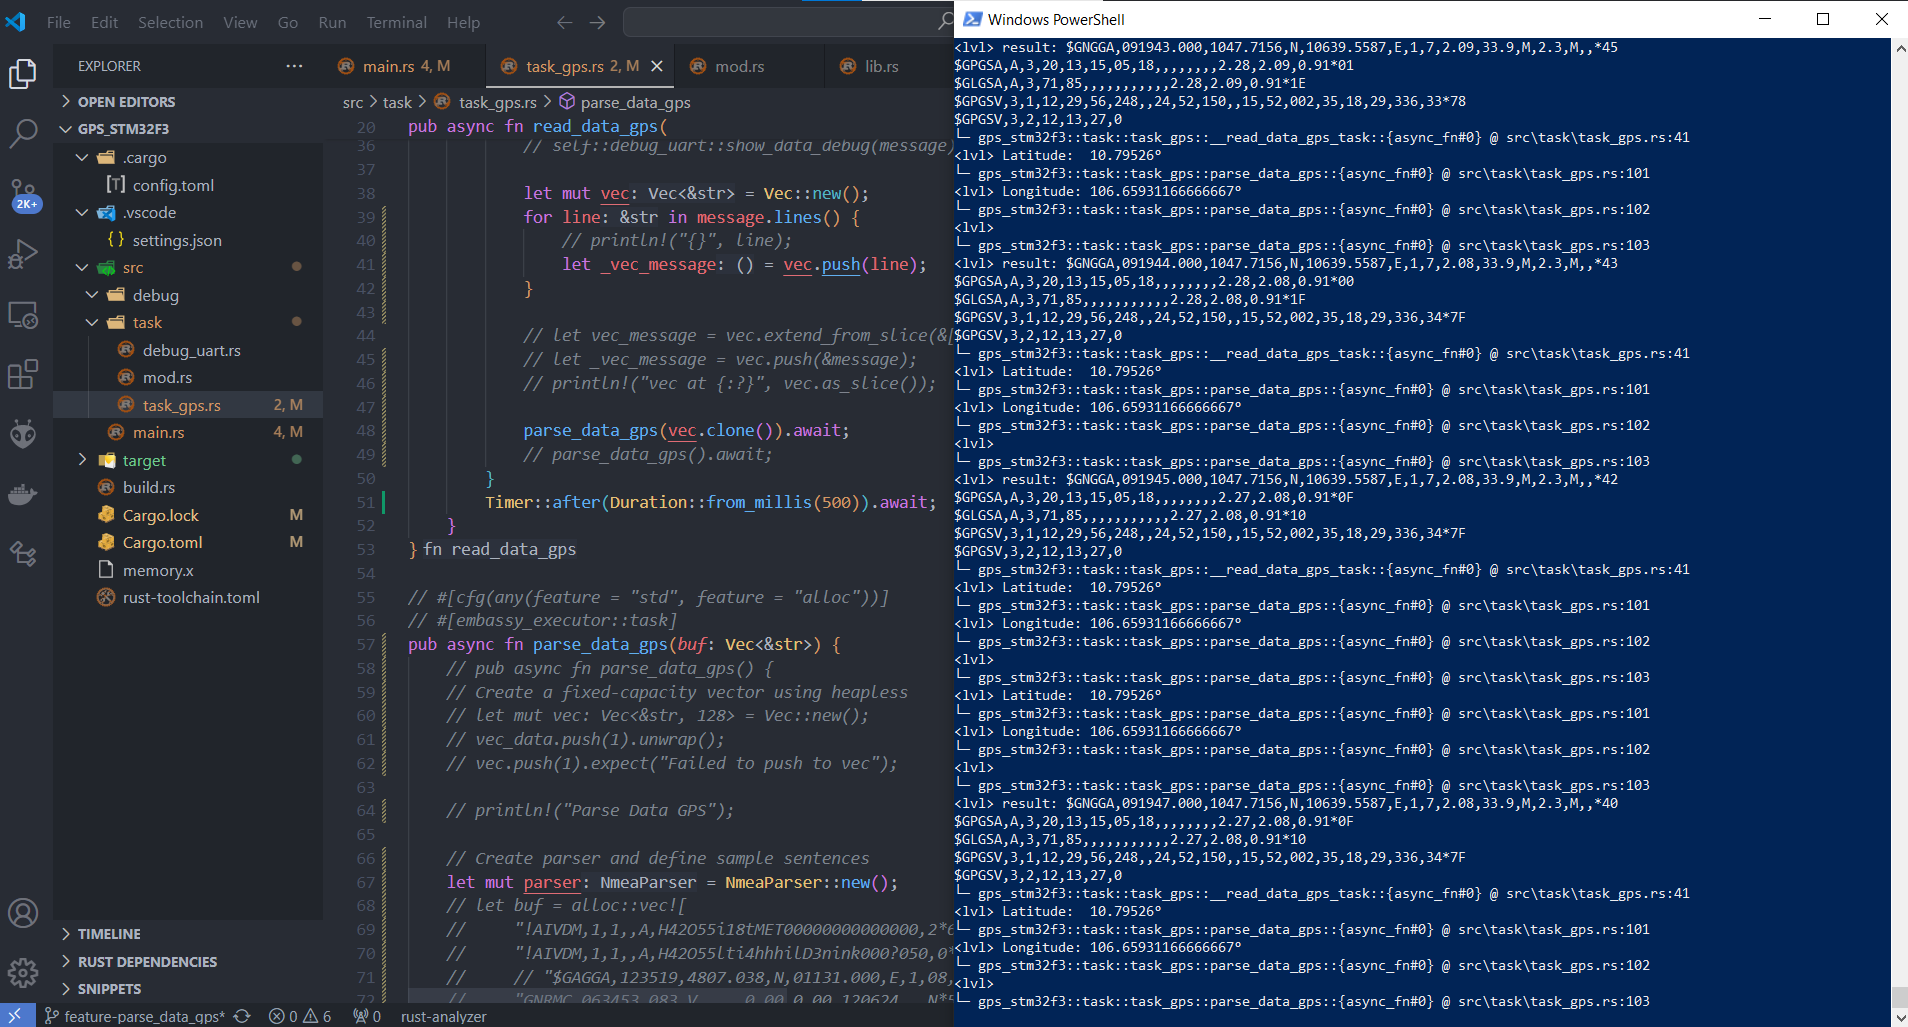 File Edit Selection View Go Run Terminal Help
EXPLORER
OPEN EDITORS
GPS_STM32F3
.cargo
config.toml
.vscode
settings.json
src
debug
task
debug_uart.rs
mod.rs
task_gps.rs 2, M
main.rs 4, M
target
build.rs
Cargo.lock M
Cargo.toml M
memory.x
rust-toolchain.toml
TIMELINE
RUST DEPENDENCIES
SNIPPETS
2K+
main.rs 4, M task_gps.rs 2, M mod.rs lib.rs
src > task > task_gps.rs > parse_data_gps
20 pub async fn read_data_gps(
36 // self::debug_uart::show_data_debug(message)
37
38 let mut vec: Vec<&str> = Vec::new();
39 for line: &str in message.lines() {
40 // println!("{}", line);
41 let _vec_message: () = vec.push(line);
42 }
43
44 // let vec_message = vec.extend_from_slice(&[
45 // let _vec_message = vec.push(&message);
46 // println!("vec at {:?}", vec.as_slice());
47
48 parse_data_gps(vec.clone()).await;
49 // parse_data_gps().await;
50 }
51 Timer::after(Duration::from_millis(500)).await;
52 }
53 } fn read_data_gps
54
55 // #[cfg(any(feature = "std", feature = "alloc"))]
56 // #[embassy_executor::task]
57 pub async fn parse_data_gps(buf: Vec<&str>) {
58 // pub async fn parse_data_gps() {
59 // Create a fixed-capacity vector using heapless
60 // let mut vec: Vec<&str, 128> = Vec::new();
61 // vec_data.push(1).unwrap();
62 // vec.push(1).expect("Failed to push to vec");
63
64 // println!("Parse Data GPS");
65
66 // Create parser and define sample sentences
67 let mut parser: NmeaParser = NmeaParser::new();
68 // let buf = alloc::vec![
69 // "!AIVDM,1,1,,A,H42O55i18tMET00000000000000,2*6
70 // "!AIVDM,1,1,,A,H42O55lti4hhhilD3nink000?050,0*
71 // // "$GAGGA,123519,4807.038,N,01131.000,E,1,08,
72 // "GNRMC,063453.083,V,,,,,0.00,0.00,120624,,,N*5
feature-parse_data_gps* 0 6 0 rust-analyzer
Windows PowerShell
<lvl> result: $GNGGA,091943.000,1047.7156,N,10639.5587,E,1,7,2.09,33.9,M,2.3,M,,*45
$GPGSA,A,3,20,13,15,05,18,,,,,,,,2.28,2.09,0.91*01
$GLGSA,A,3,71,85,,,,,,,,,,,2.28,2.09,0.91*1E
$GPGSV,3,1,12,29,56,248,,24,52,150,,15,52,002,35,18,29,336,33*78
$GPGSV,3,2,12,13,27,0
└─ gps_stm32f3::task::task_gps::__read_data_gps_task::{async_fn#0} @ src\task\task_gps.rs:41
<lvl> Latitude:  10.79526º
└─ gps_stm32f3::task::task_gps::parse_data_gps::{async_fn#0} @ src\task\task_gps.rs:101
<lvl> Longitude: 106.65931166666667º
└─ gps_stm32f3::task::task_gps::parse_data_gps::{async_fn#0} @ src\task\task_gps.rs:102
<lvl>
└─ gps_stm32f3::task::task_gps::parse_data_gps::{async_fn#0} @ src\task\task_gps.rs:103
<lvl> result: $GNGGA,091944.000,1047.7156,N,10639.5587,E,1,7,2.08,33.9,M,2.3,M,,*43
$GPGSA,A,3,20,13,15,05,18,,,,,,,,2.28,2.08,0.91*00
$GLGSA,A,3,71,85,,,,,,,,,,,2.28,2.08,0.91*1F
$GPGSV,3,1,12,29,56,248,,24,52,150,,15,52,002,35,18,29,336,34*7F
$GPGSV,3,2,12,13,27,0
└─ gps_stm32f3::task::task_gps::__read_data_gps_task::{async_fn#0} @ src\task\task_gps.rs:41
<lvl> Latitude:  10.79526º
└─ gps_stm32f3::task::task_gps::parse_data_gps::{async_fn#0} @ src\task\task_gps.rs:101
<lvl> Longitude: 106.65931166666667º
└─ gps_stm32f3::task::task_gps::parse_data_gps::{async_fn#0} @ src\task\task_gps.rs:102
<lvl>
└─ gps_stm32f3::task::task_gps::parse_data_gps::{async_fn#0} @ src\task\task_gps.rs:103
<lvl> result: $GNGGA,091945.000,1047.7156,N,10639.5587,E,1,7,2.08,33.9,M,2.3,M,,*42
$GPGSA,A,3,20,13,15,05,18,,,,,,,,2.27,2.08,0.91*0F
$GLGSA,A,3,71,85,,,,,,,,,,,2.27,2.08,0.91*10
$GPGSV,3,1,12,29,56,248,,24,52,150,,15,52,002,35,18,29,336,34*7F
$GPGSV,3,2,12,13,27,0
└─ gps_stm32f3::task::task_gps::__read_data_gps_task::{async_fn#0} @ src\task\task_gps.rs:41
<lvl> Latitude:  10.79526º
└─ gps_stm32f3::task::task_gps::parse_data_gps::{async_fn#0} @ src\task\task_gps.rs:101
<lvl> Longitude: 106.65931166666667º
└─ gps_stm32f3::task::task_gps::parse_data_gps::{async_fn#0} @ src\task\task_gps.rs:102
<lvl>
└─ gps_stm32f3::task::task_gps::parse_data_gps::{async_fn#0} @ src\task\task_gps.rs:103
<lvl> Latitude:  10.79526º
└─ gps_stm32f3::task::task_gps::parse_data_gps::{async_fn#0} @ src\task\task_gps.rs:101
<lvl> Longitude: 106.65931166666667º
└─ gps_stm32f3::task::task_gps::parse_data_gps::{async_fn#0} @ src\task\task_gps.rs:102
<lvl>
└─ gps_stm32f3::task::task_gps::parse_data_gps::{async_fn#0} @ src\task\task_gps.rs:103
<lvl> result: $GNGGA,091947.000,1047.7156,N,10639.5587,E,1,7,2.08,33.9,M,2.3,M,,*40
$GPGSA,A,3,20,13,15,05,18,,,,,,,,2.27,2.08,0.91*0F
$GLGSA,A,3,71,85,,,,,,,,,,,2.27,2.08,0.91*10
$GPGSV,3,1,12,29,56,248,,24,52,150,,15,52,002,35,18,29,336,34*7F
$GPGSV,3,2,12,13,27,0
└─ gps_stm32f3::task::task_gps::__read_data_gps_task::{async_fn#0} @ src\task\task_gps.rs:41
<lvl> Latitude:  10.79526º
└─ gps_stm32f3::task::task_gps::parse_data_gps::{async_fn#0} @ src\task\task_gps.rs:101
<lvl> Longitude: 106.65931166666667º
└─ gps_stm32f3::task::task_gps::parse_data_gps::{async_fn#0} @ src\task\task_gps.rs:102
<lvl>
└─ gps_stm32f3::task::task_gps::parse_data_gps::{async_fn#0} @ src\task\task_gps.rs:103